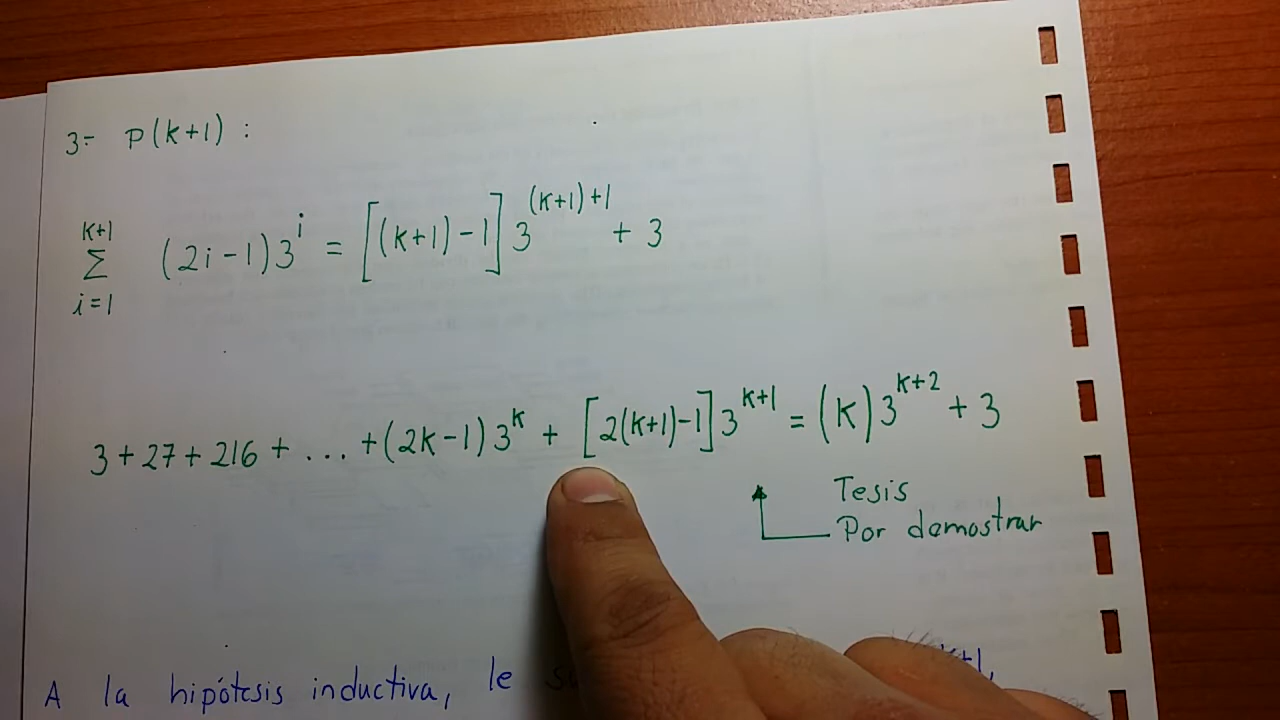 3- P(k+1) :
k+1
Σ (2i-1)3^i = [(k+1)-1] 3^(k+1)+1 + 3
i=1
3+27+216+...+(2k-1)3^k + [2(k+1)-1]3^k+1 = (k)3^k+2 + 3
Tesis
Por demostrar
A la hipótesis inductiva, le